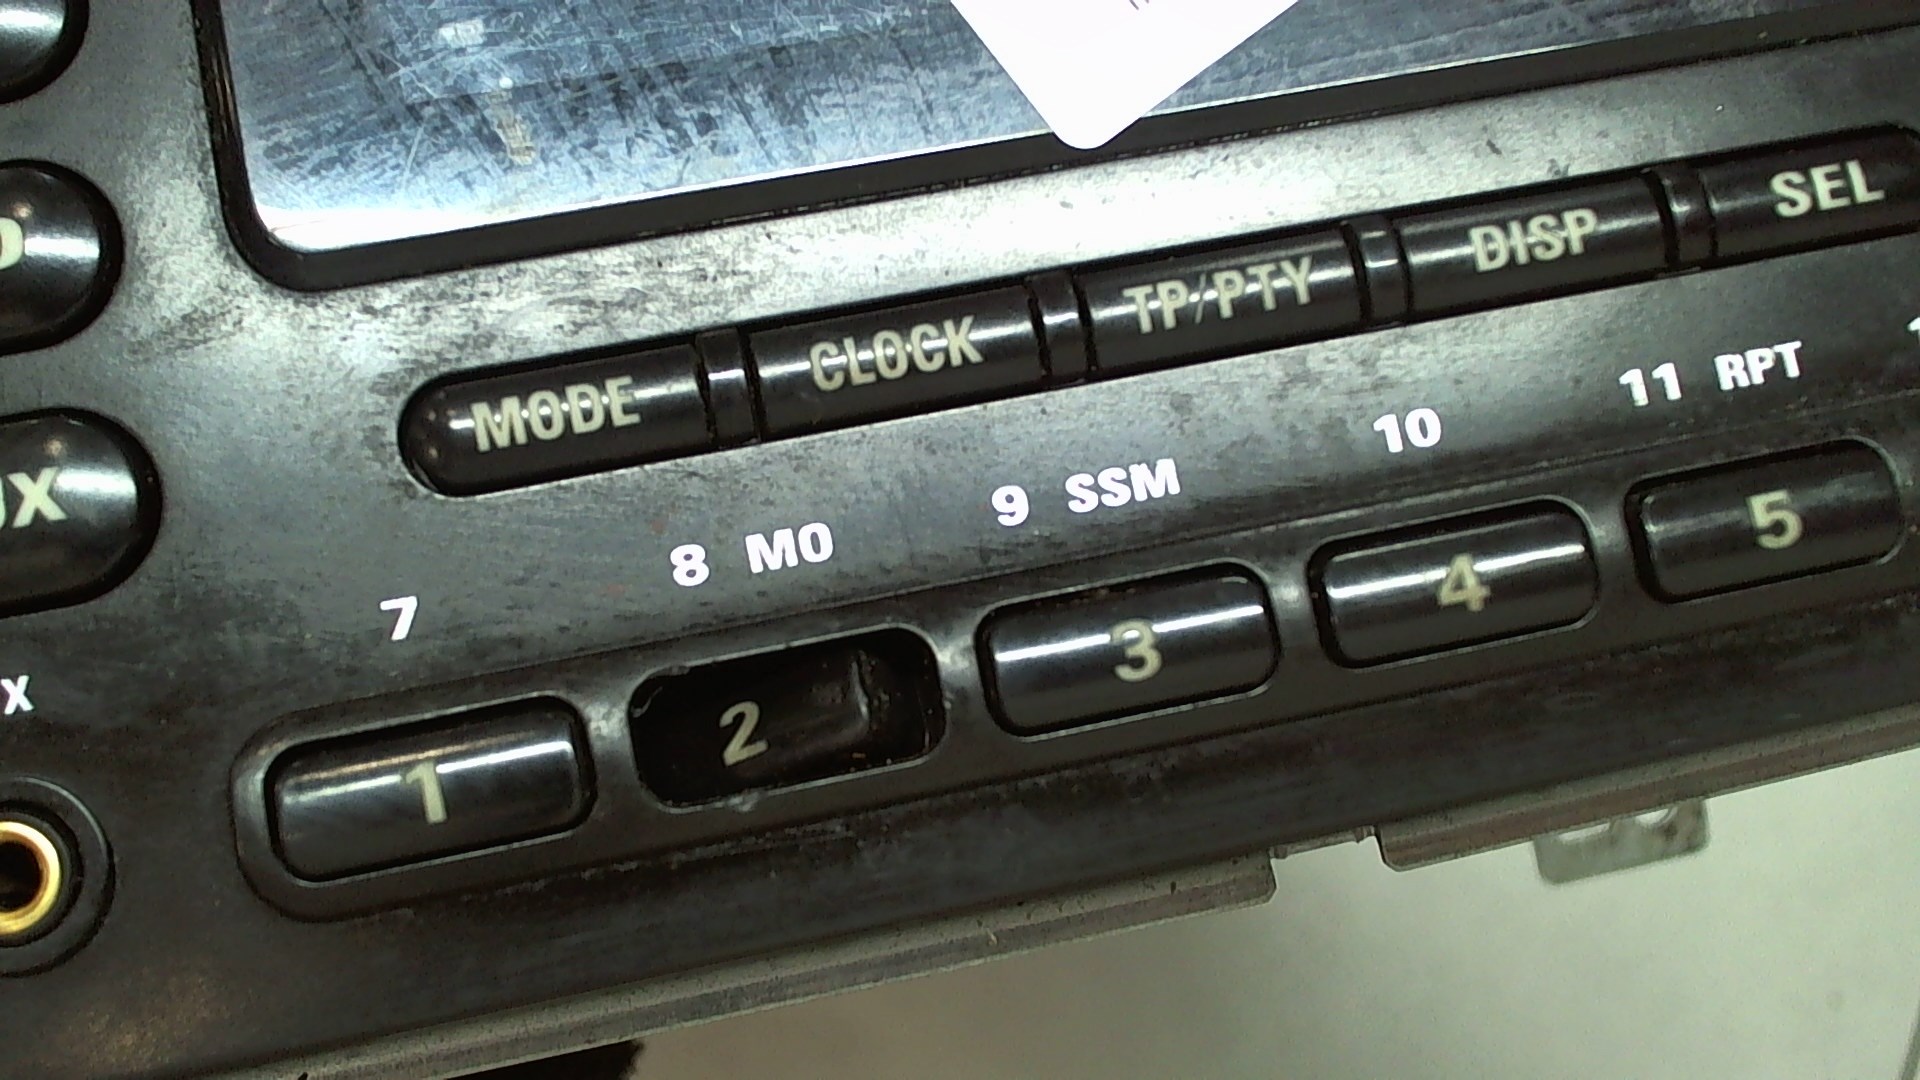 MODE CLOCK TP/PTY DISP SEL
7 8 MO 9 SSM 10 11 RPT
1 2 3 4 5
UX
X